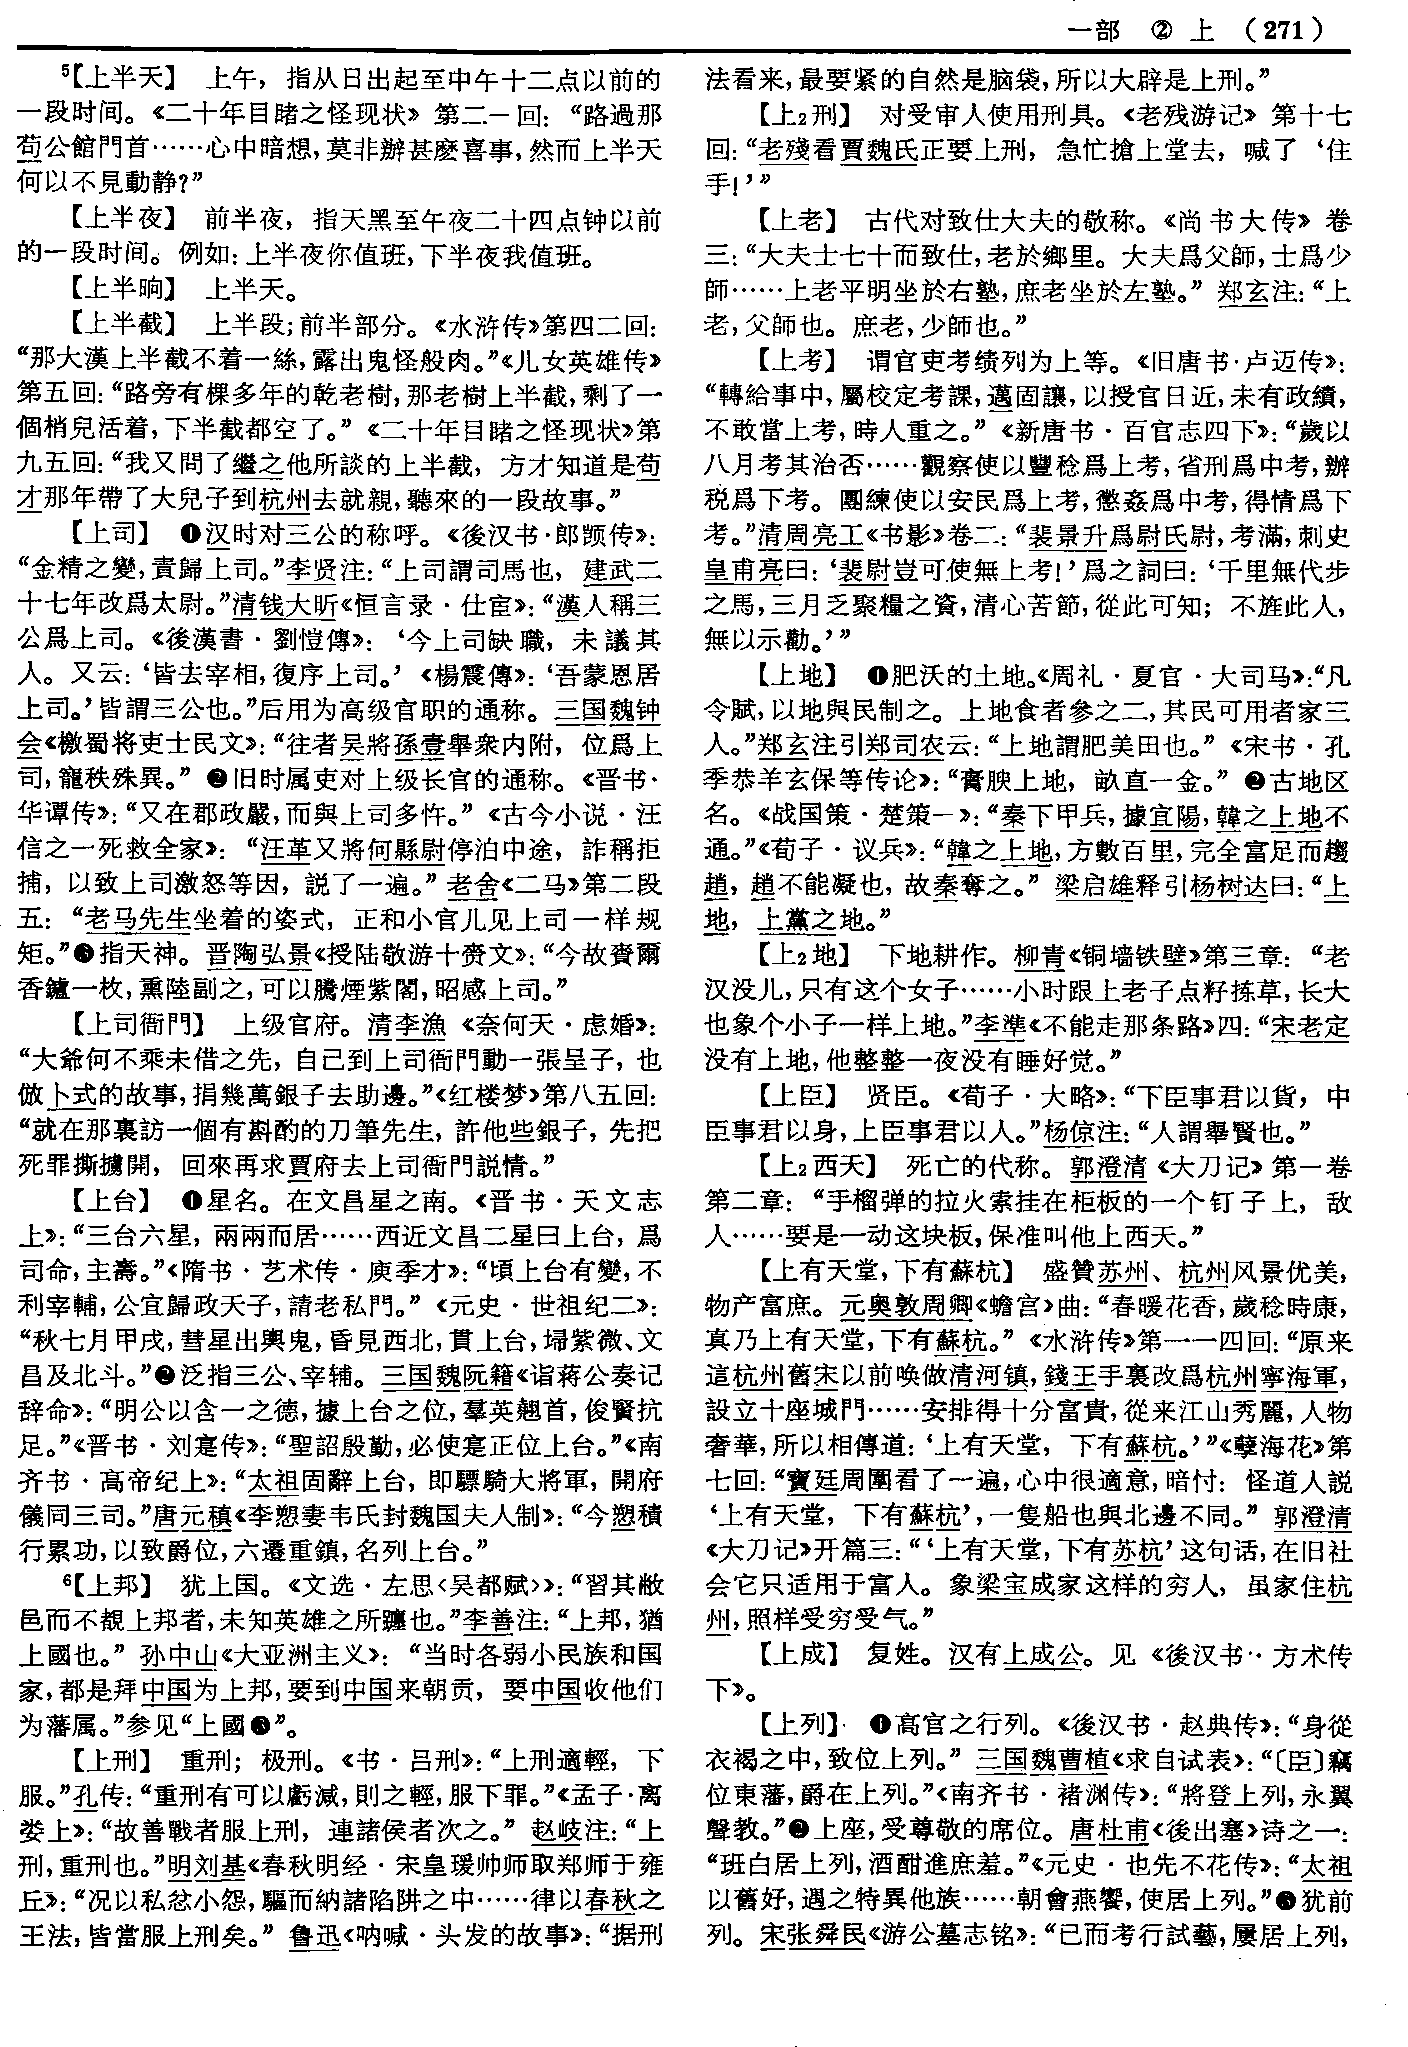 一部 ② 上 （271）
⁵【上半天】 上午，指从日出起至中午十二点以前的
一段时间。《二十年目睹之怪现状》第二一回：“路過那
苟公館門首……心中暗想，莫非辦甚麽喜事，然而上半天
何以不見動静？”
【上半夜】 前半夜，指天黑至午夜二十四点钟以前
的一段时间。例如：上半夜你值班，下半夜我值班。
【上半晌】 上半天。
【上半截】 上半段；前半部分。《水浒传》第四二回：
“那大漢上半截不着一絲，露出鬼怪般肉。”《儿女英雄传》
第五回：“路旁有棵多年的乾老樹，那老樹上半截，剩了一
個梢兒活着，下半截都空了。”《二十年目睹之怪现状》第
九五回：“我又問了繼之他所談的上半截，方才知道是苟
才那年帶了大兒子到杭州去就親，聽來的一段故事。”
【上司】 ❶汉时对三公的称呼。《後汉书·郎𫖮传》：
“金精之變，責歸上司。”李贤注：“上司謂司馬也，建武二
十七年改爲太尉。”清钱大昕《恒言录·仕宦》：“漢人稱三
公爲上司。《後漢書·劉愷傳》：‘今上司缺職，未議其
人。又云：‘皆去宰相，復序上司。’《楊震傳》：‘吾蒙恩居
上司。’皆謂三公也。”后用为高级官职的通称。三国魏钟
会《檄蜀将吏士民文》：“往者吴將孫壹舉衆内附，位爲上
司，寵秩殊異。”❷旧时属吏对上级长官的通称。《晋书·
华谭传》：“又在郡政嚴，而與上司多忤。”《古今小说·汪
信之一死救全家》：“汪革又將何縣尉停泊中途，詐稱拒
捕，以致上司激怒等因，説了一遍。”老舍《二马》第二段
五：“老马先生坐着的姿式，正和小官儿见上司一样规
矩。”❸指天神。晋陶弘景《授陆敬游十赉文》：“今故賚爾
香鑪一枚，熏陸副之，可以騰煙紫閣，昭感上司。”
【上司衙門】 上级官府。清李漁《奈何天·虑婚》：
“大爺何不乘未借之先，自己到上司衙門動一張呈子，也
做卜式的故事，捐幾萬銀子去助邊。”《红楼梦》第八五回：
“就在那裏訪一個有斟酌的刀筆先生，許他些銀子，先把
死罪撕擄開，回來再求賈府去上司衙門説情。”
【上台】 ❶星名。在文昌星之南。《晋书·天文志
上》：“三台六星，兩兩而居……西近文昌二星曰上台，爲
司命，主壽。”《隋书·艺术传·庾季才》：“頃上台有變，不
利宰輔，公宜歸政天子，請老私門。”《元史·世祖纪二》：
“秋七月甲戌，彗星出輿鬼，昏見西北，貫上台，埽紫微、文
昌及北斗。”❷泛指三公、宰辅。三国魏阮籍《诣蒋公奏记
辞命》：“明公以含一之德，據上台之位，羣英翹首，俊賢抗
足。”《晋书·刘寔传》：“聖詔殷勤，必使寔正位上台。”《南
齐书·高帝纪上》：“太祖固辭上台，即驃騎大將軍，開府
儀同三司。”唐元稹《李愬妻韦氏封魏国夫人制》：“今愬積
行累功，以致爵位，六遷重鎮，名列上台。”
⁶【上邦】 犹上国。《文选·左思〈吴都赋〉》：“習其敝
邑而不覩上邦者，未知英雄之所躔也。”李善注：“上邦，猶
上國也。”孙中山《大亚洲主义》：“当时各弱小民族和国
家，都是拜中国为上邦，要到中国来朝贡，要中国收他们
为藩属。”参见“上國❸”。
【上刑】 重刑；极刑。《书·吕刑》：“上刑適輕，下
服。”孔传：“重刑有可以虧減，則之輕，服下罪。”《孟子·离
娄上》：“故善戰者服上刑，連諸侯者次之。”赵岐注：“上
刑，重刑也。”明刘基《春秋明经·宋皇瑗帅师取郑师于雍
丘》：“况以私忿小怨，驅而納諸陷阱之中……律以春秋之
王法，皆當服上刑矣。”鲁迅《呐喊·头发的故事》：“据刑
法看来，最要紧的自然是脑袋，所以大辟是上刑。”
【上₂刑】 对受审人使用刑具。《老残游记》第十七
回：“老殘看賈魏氏正要上刑，急忙搶上堂去，喊了‘住
手！’”
【上老】 古代对致仕大夫的敬称。《尚书大传》卷
三：“大夫士七十而致仕，老於鄉里。大夫爲父師，士爲少
師……上老平明坐於右塾，庶老坐於左塾。”郑玄注：“上
老，父師也。庶老，少師也。”
【上考】 谓官吏考绩列为上等。《旧唐书·卢迈传》：
“轉給事中，屬校定考課，邁固讓，以授官日近，未有政績，
不敢當上考，時人重之。”《新唐书·百官志四下》：“歲以
八月考其治否……觀察使以豐稔爲上考，省刑爲中考，辦
税爲下考。團練使以安民爲上考，懲姦爲中考，得情爲下
考。”清周亮工《书影》卷二：“裴景升爲尉氏尉，考滿，刺史
皇甫亮曰：‘裴尉豈可使無上考！’爲之詞曰：‘千里無代步
之馬，三月乏聚糧之資，清心苦節，從此可知；不旌此人，
無以示勸。’”
【上地】 ❶肥沃的土地。《周礼·夏官·大司马》：“凡
令賦，以地與民制之。上地食者參之二，其民可用者家三
人。”郑玄注引郑司农云：“上地謂肥美田也。”《宋书·孔
季恭羊玄保等传论》：“膏腴上地，畝直一金。”❷古地区
名。《战国策·楚策一》：“秦下甲兵，據宜陽，韓之上地不
通。”《荀子·议兵》：“韓之上地，方數百里，完全富足而趨
趙，趙不能凝也，故秦奪之。”梁启雄释引杨树达曰：“上
地，上黨之地。”
【上₂地】 下地耕作。柳青《铜墙铁壁》第三章：“老
汉没儿，只有这个女子……小时跟上老子点籽拣草，长大
也象个小子一样上地。”李準《不能走那条路》四：“宋老定
没有上地，他整整一夜没有睡好觉。”
【上臣】 贤臣。《荀子·大略》：“下臣事君以貨，中
臣事君以身，上臣事君以人。”杨倞注：“人謂舉賢也。”
【上₂西天】 死亡的代称。郭澄清《大刀记》第一卷
第二章：“手榴弹的拉火索挂在柜板的一个钉子上，敌
人……要是一动这块板，保准叫他上西天。”
【上有天堂，下有蘇杭】 盛赞苏州、杭州风景优美，
物产富庶。元奥敦周卿《蟾宫》曲：“春暖花香，歲稔時康，
真乃上有天堂，下有蘇杭。”《水浒传》第一一四回：“原来
這杭州舊宋以前唤做清河镇，錢王手裏改爲杭州寧海軍，
設立十座城門……安排得十分富貴，從来江山秀麗，人物
奢華，所以相傳道：‘上有天堂，下有蘇杭。’”《孽海花》第
七回：“寶廷周圍看了一遍，心中很適意，暗忖：怪道人説
‘上有天堂，下有蘇杭’，一隻船也與北邊不同。”郭澄清
《大刀记》开篇三：“‘上有天堂，下有苏杭’这句话，在旧社
会它只适用于富人。象梁宝成家这样的穷人，虽家住杭
州，照样受穷受气。”
【上成】 复姓。汉有上成公。见《後汉书·方术传
下》。
【上列】 ❶高官之行列。《後汉书·赵典传》：“身從
衣褐之中，致位上列。”三国魏曹植《求自试表》：“〔臣〕竊
位東藩，爵在上列。”《南齐书·褚渊传》：“將登上列，永翼
聲教。”❷上座，受尊敬的席位。唐杜甫《後出塞》诗之一：
“班白居上列，酒酣進庶羞。”《元史·也先不花传》：“太祖
以舊好，遇之特異他族……朝會燕饗，使居上列。”❸犹前
列。宋张舜民《游公墓志铭》：“已而考行試藝，屢居上列，